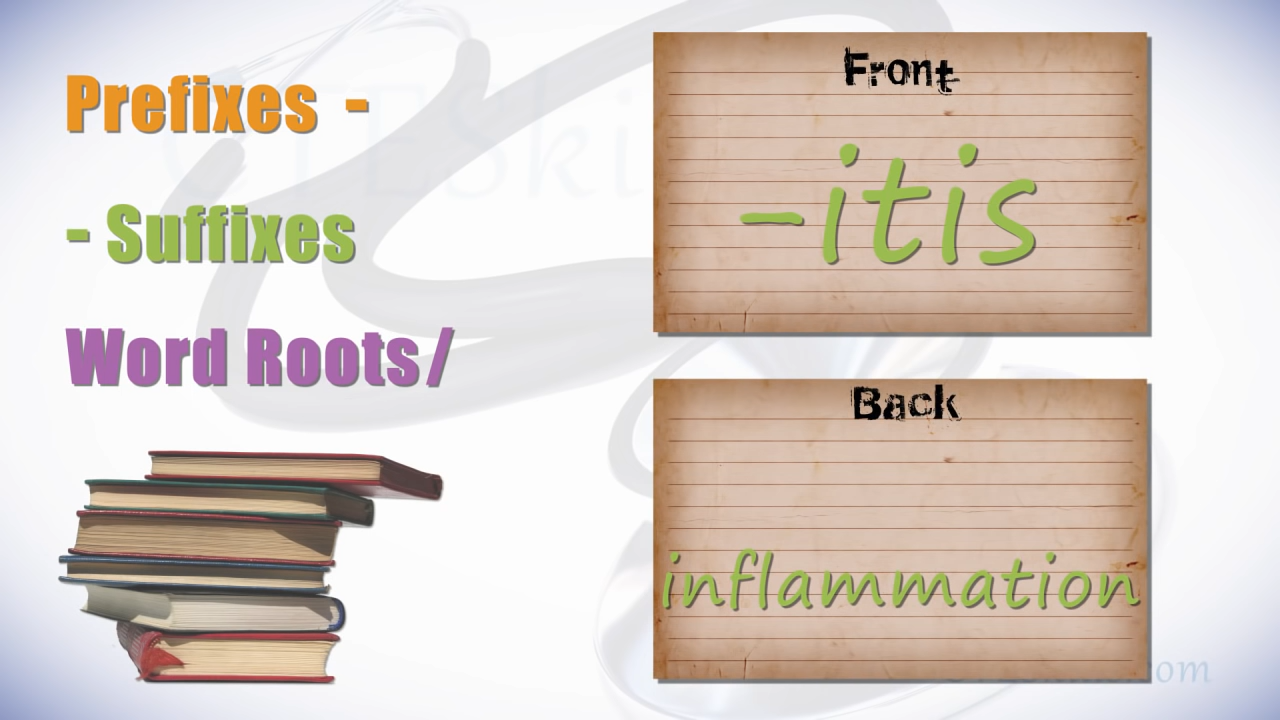 Prefixes -
- Suffixes
Word Roots/
Front
-itis
Back
inflammation